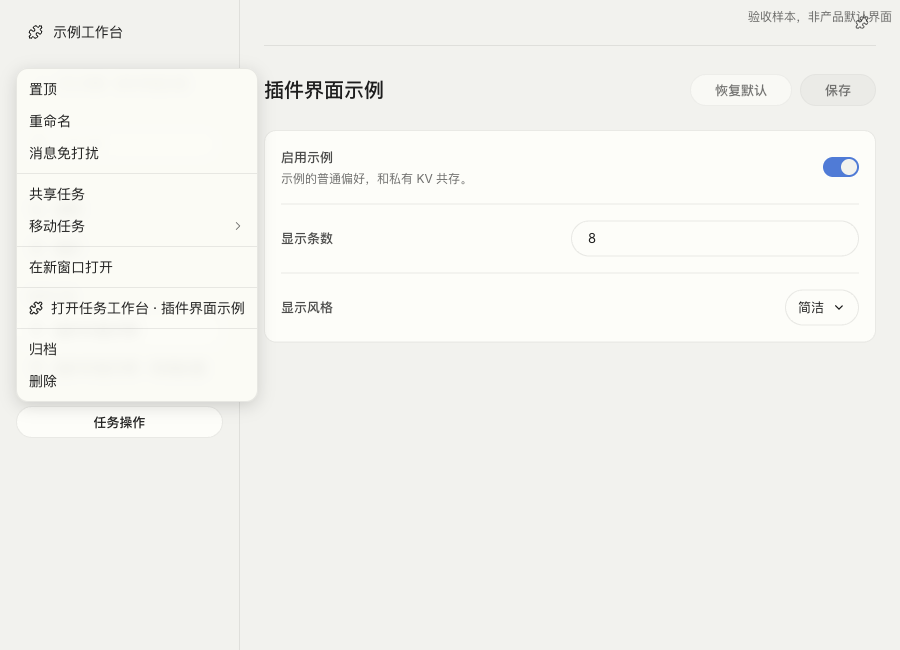 示例工作台
验收样本，非产品默认界面
置顶
重命名
消息免打扰
共享任务
移动任务
在新窗口打开
打开任务工作台 · 插件界面示例
归档
删除
任务操作
插件界面示例
恢复默认
保存
启用示例
示例的普通偏好，和私有 KV 共存。
显示条数
8
显示风格
简洁